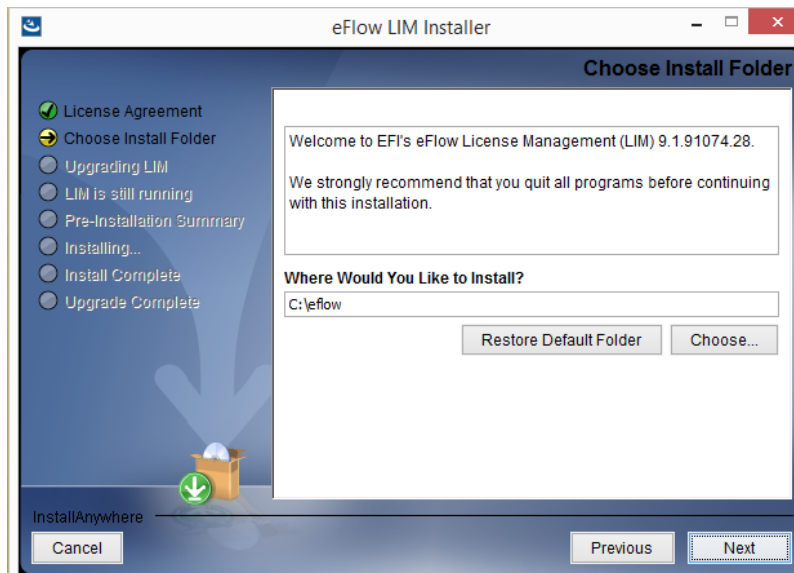 eFlow LIM Installer
Choose Install Folder
License Agreement
Choose Install Folder
Upgrading LIM
LIM is still running
Pre-Installation Summary
Installing...
Install Complete
Upgrade Complete
Welcome to EFI's eFlow License Management (LIM) 9.1.91074.28.
We strongly recommend that you quit all programs before continuing
with this installation.
Where Would You Like to Install?
C:\eflow
Restore Default Folder
Choose...
InstallAnywhere
Cancel
Previous
Next